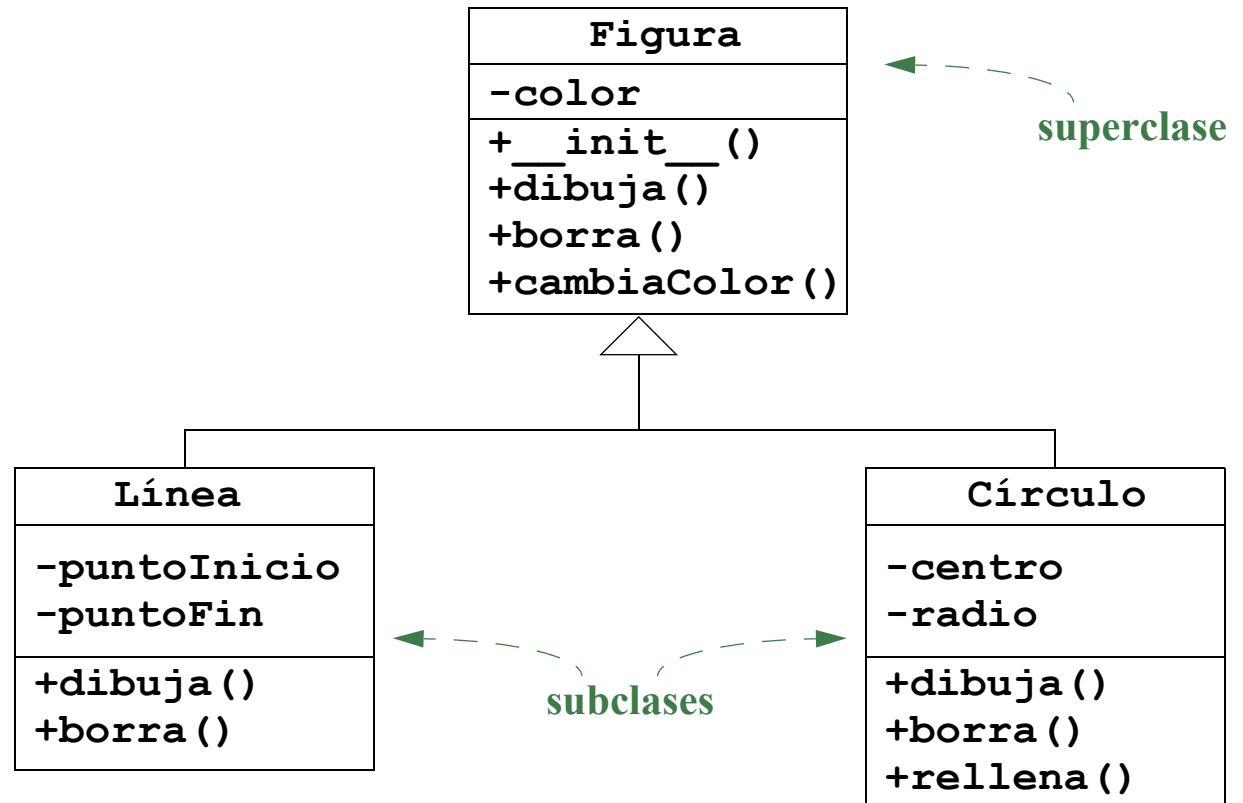 Figura
-color
+__init__()
+dibuja()
+borra()
+cambiaColor()
superclase
Línea
-puntoInicio
-puntoFin
+dibuja()
+borra()
subclases
Círculo
-centro
-radio
+dibuja()
+borra()
+rellena()